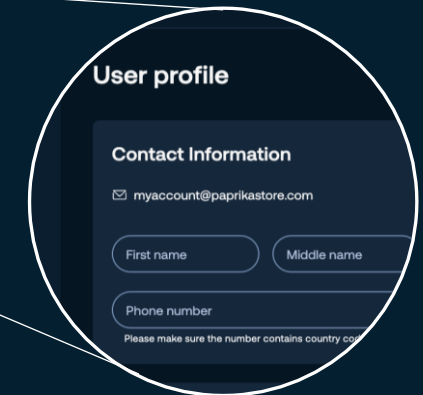 User profile
Contact Information
myaccount@paprikastore.com
First name Middle name
Phone number
Please make sure the number contains country